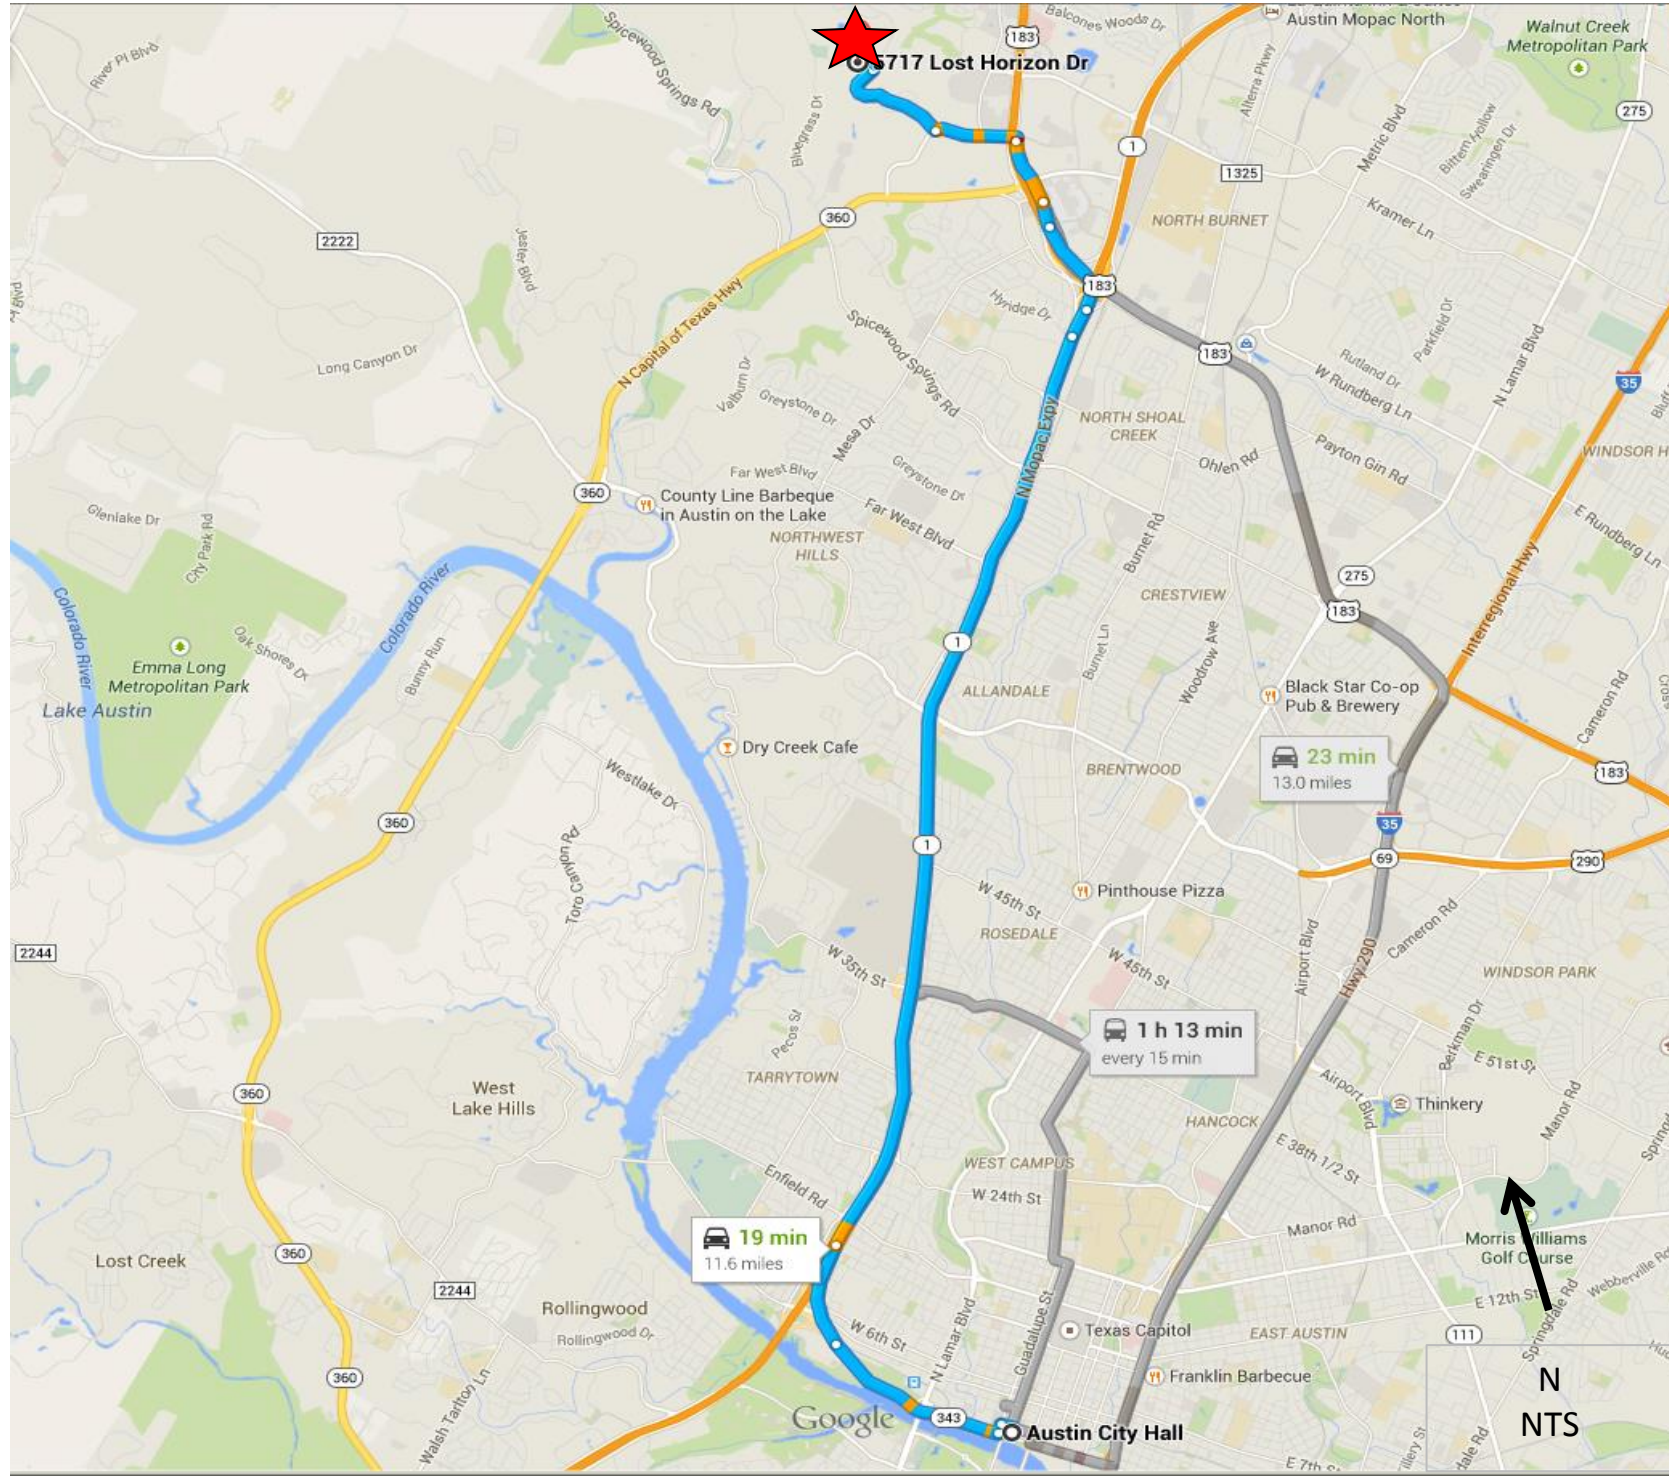 Balcones Woods Dr
Austin Mopac North
Walnut Creek
Metropolitan Park
183
River Pl Blvd
Spicewood Springs Rd
5717 Lost Horizon Dr
Alterra Pkwy
275
Bluegrass Dr
1
1325
Metric Blvd
Bittern Hollow
Swearingen Dr
Kramer Ln
360
NORTH BURNET
2222
Jester Blvd
183
Hyridge Dr
N Capital of Texas Hwy
Spicewood Springs Rd
183
Parkfield Dr
Rutland Dr
N Lamar Blvd
Long Canyon Dr
W Rundberg Ln
35
Valburn Dr
Greystone Dr
Mesa Dr
N Mopac Expy
NORTH SHOAL
CREEK
Ohlen Rd
Payton Gin Rd
WINDSOR H
Far West Blvd
Greystone Dr
360
County Line Barbeque
in Austin on the Lake
Far West Blvd
NORTHWEST
HILLS
Glenlake Dr
City Park Rd
Burnet Rd
E Rundberg Ln
Interregional Hwy
275
Colorado River
Colorado River
CRESTVIEW
183
Emma Long
Metropolitan Park
Oak Shores Dr
Bunny Run
1
Burnet Ln
Woodrow Ave
Lake Austin
ALLANDALE
Black Star Co-op
Pub & Brewery
Cameron Rd
Dry Creek Cafe
23 min
13.0 miles
183
Westlake Dr
BRENTWOOD
360
35
1
69
290
Toro Canyon Rd
W 45th St
Pinthouse Pizza
ROSEDALE
Airport Blvd
Cameron Rd
2244
W 35th St
W 45th St
Hwy 290
WINDSOR PARK
Pecos St
1 h 13 min
every 15 min
Berkman Dr
E 51st St
360
West
Lake Hills
TARRYTOWN
Airport Blvd
Thinkery
Manor Rd
HANCOCK
E 38th 1/2 St
WEST CAMPUS
Enfield Rd
W 24th St
Manor Rd
19 min
11.6 miles
Morris Williams
Golf Course
Lost Creek
360
2244
Webberville Rd
E 12th St
Springdale Rd
Rollingwood
Rollingwood Dr
W 6th St
N Lamar Blvd
Guadalupe St
Texas Capitol
EAST AUSTIN
111
360
Walsh Tarlton Ln
Franklin Barbecue
N
NTS
Google
343
Austin City Hall
E 7th St